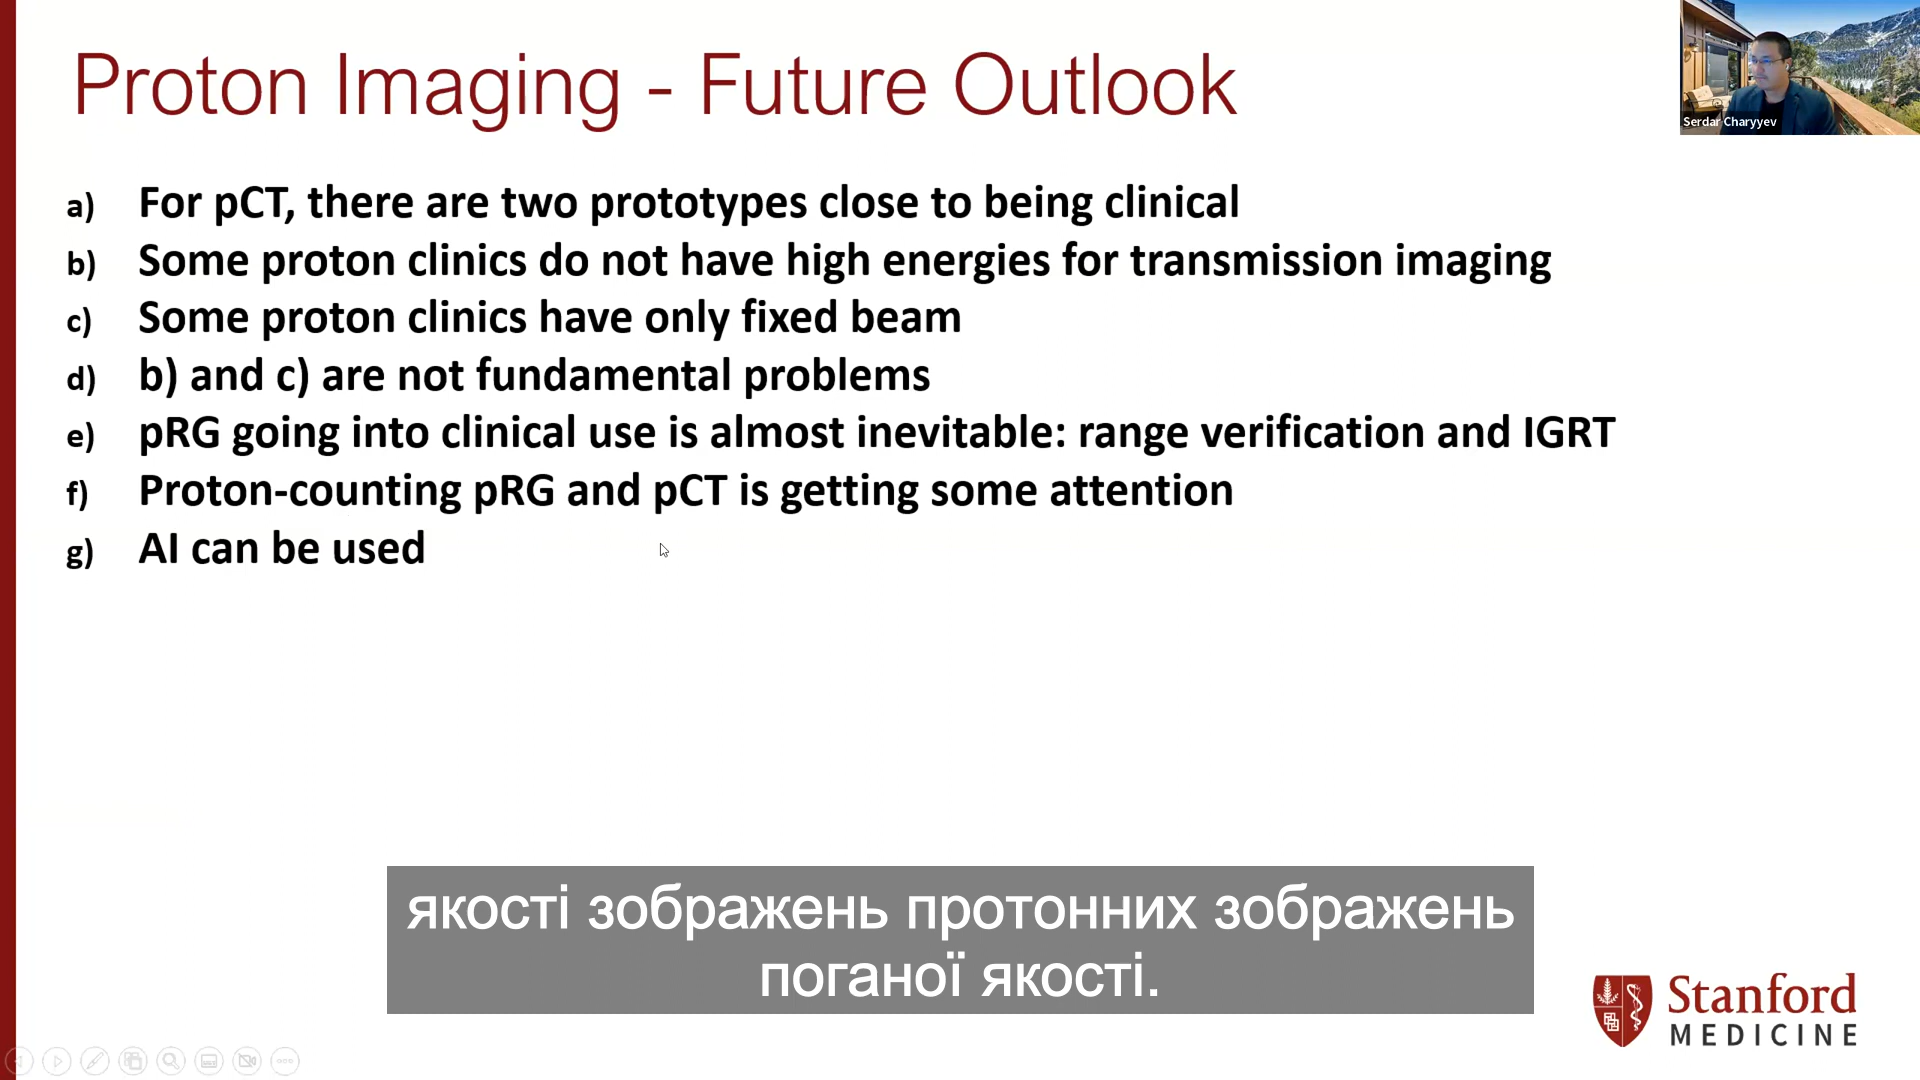 Proton Imaging - Future Outlook
Serdar Charyyev
a) For pCT, there are two prototypes close to being clinical
b) Some proton clinics do not have high energies for transmission imaging
c) Some proton clinics have only fixed beam
d) b) and c) are not fundamental problems
e) pRG going into clinical use is almost inevitable: range verification and IGRT
f) Proton-counting pRG and pCT is getting some attention
g) AI can be used
якості зображень протонних зображень
поганої якості.
Stanford
MEDICINE